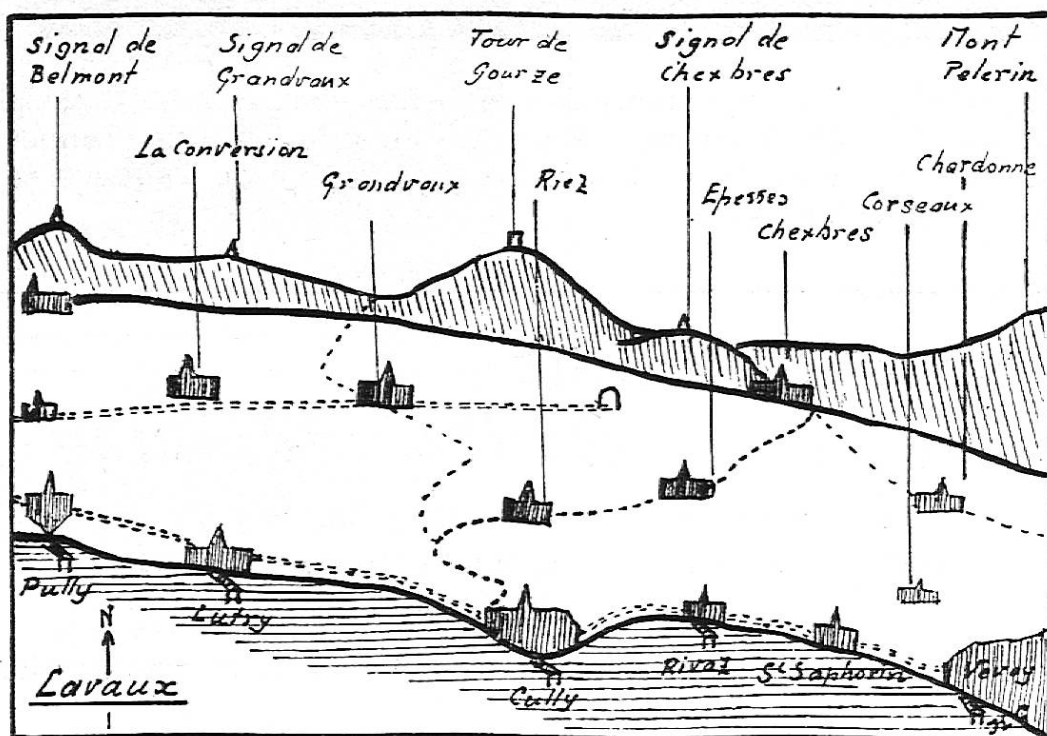 Signal de
Belmont
Signal de
Grandvaux
Tour de
Gourze
Signal de
Chexbres
Mont
Pelerin
La Conversion
Grandvaux
Riez
Epesses
Chexbres
Corseaux
Chardonne
Pully
Lutry
Cully
Rivaz
St Saphorin
Vevey
N
Lavaux